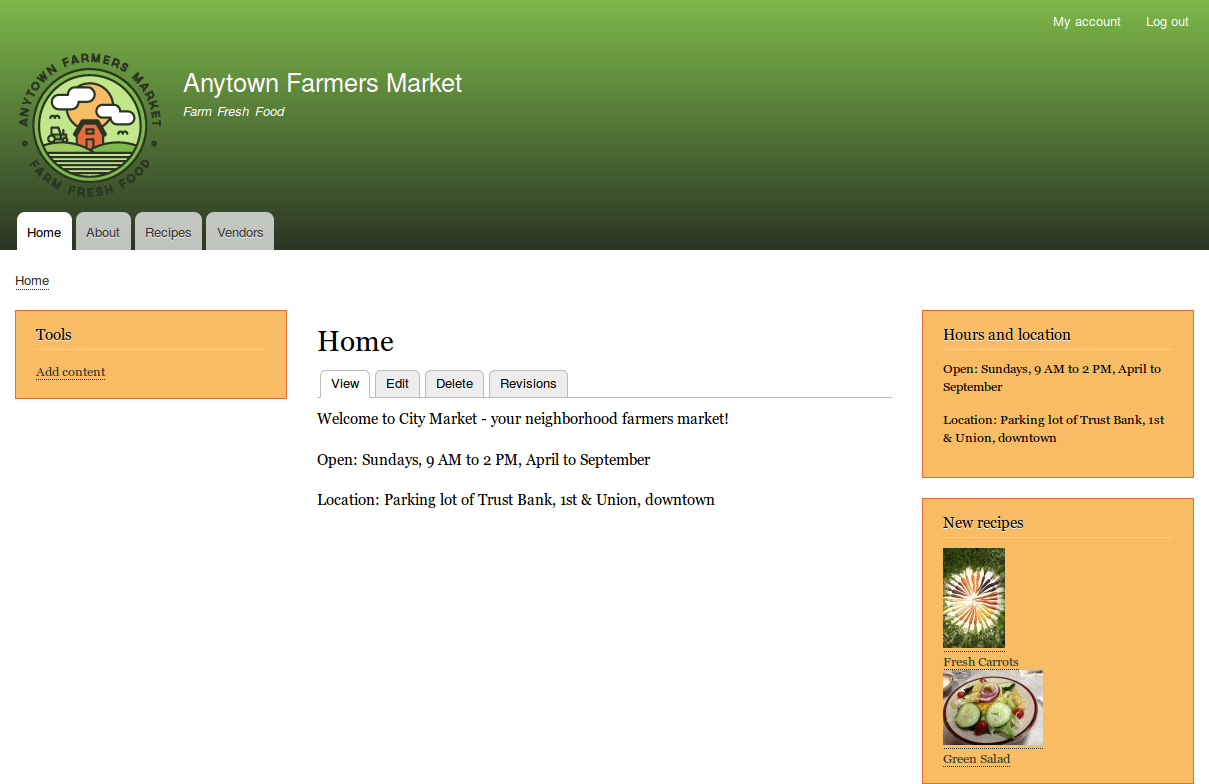 My account
Log out
ANYTOWN FARMERS MARKET
FARM FRESH FOOD
Anytown Farmers Market
Farm Fresh Food
Home
About
Recipes
Vendors
Home
Tools
Add content
Home
View
Edit
Delete
Revisions
Welcome to City Market - your neighborhood farmers market!
Open: Sundays, 9 AM to 2 PM, April to September
Location: Parking lot of Trust Bank, 1st & Union, downtown
Hours and location
Open: Sundays, 9 AM to 2 PM, April to
September
Location: Parking lot of Trust Bank, 1st
& Union, downtown
New recipes
Fresh Carrots
Green Salad